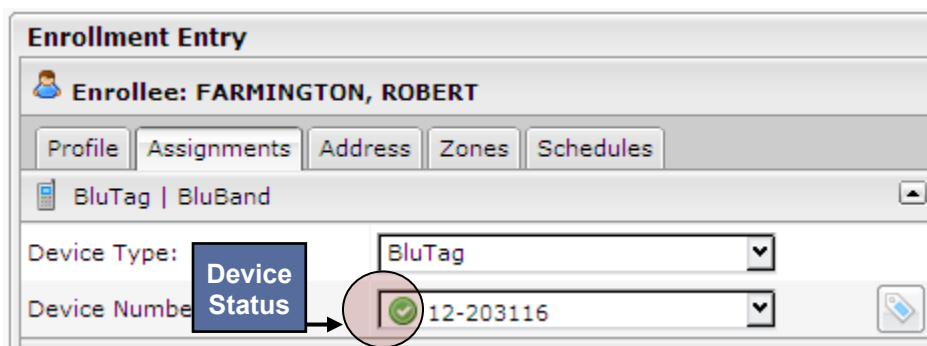 Enrollment Entry
Enrollee: FARMINGTON, ROBERT
Profile Assignments Address Zones Schedules
BluTag | BluBand
Device Type: BluTag
Device Numbe 12-203116
Device
Status